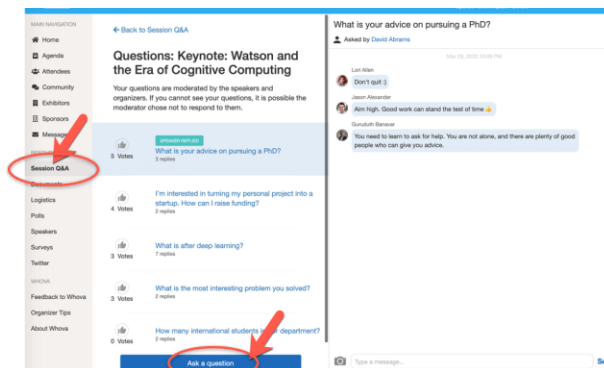 MAIN NAVIGATION
Home
Agenda
Attendees
Community
Exhibitors
Sponsors
Message
Session Q&A
Logistics
Polls
Speakers
Surveys
Twitter
WHOVA
Feedback to Whova
Organizer Tips
About Whova
← Back to Session Q&A
Questions: Keynote: Watson and
the Era of Cognitive Computing
Your questions are moderated by the speakers and
organizers. If you cannot see your questions, it is possible the
moderator chose not to respond to them.
SPEAKER REPLIED
What is your advice on pursuing a PhD?
3 replies
5 Votes
I'm interested in turning my personal project into a
startup. How can I raise funding?
2 replies
4 Votes
What is after deep learning?
7 replies
3 Votes
What is the most interesting problem you solved?
2 replies
3 Votes
How many international students in department?
2 replies
0 Votes
Ask a question
What is your advice on pursuing a PhD?
Asked by David Abrams
Lori Allen
Don't quit :)
Jason Alexander
Aim high. Good work can stand the test of time 👍
Guruduth Banavar
You need to learn to ask for help. You are not alone, and there are plenty of good
people who can give you advice.
Type a message...